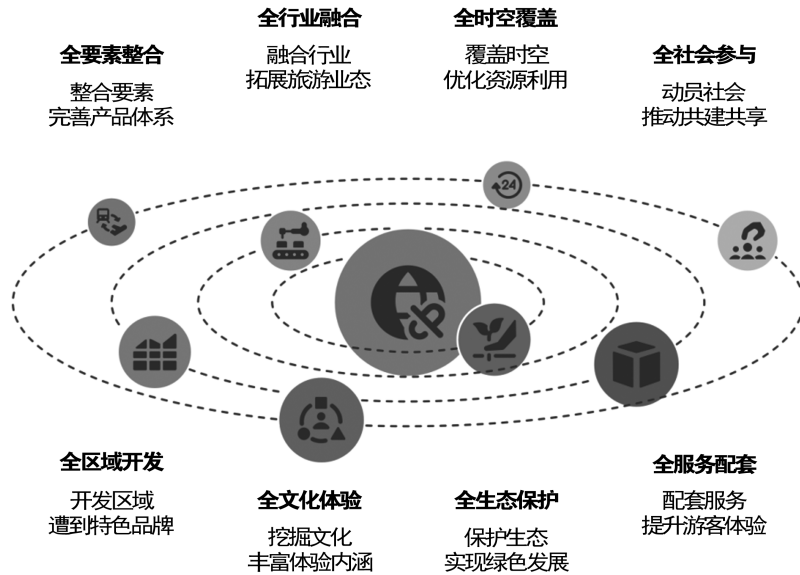 全行业融合
融合行业
拓展旅游业态
全时空覆盖
覆盖时空
优化资源利用
全要素整合
整合要素
完善产品体系
全社会参与
动员社会
推动共建共享
24
全区域开发
开发区域
遭到特色品牌
全文化体验
挖掘文化
丰富体验内涵
全生态保护
保护生态
实现绿色发展
全服务配套
配套服务
提升游客体验